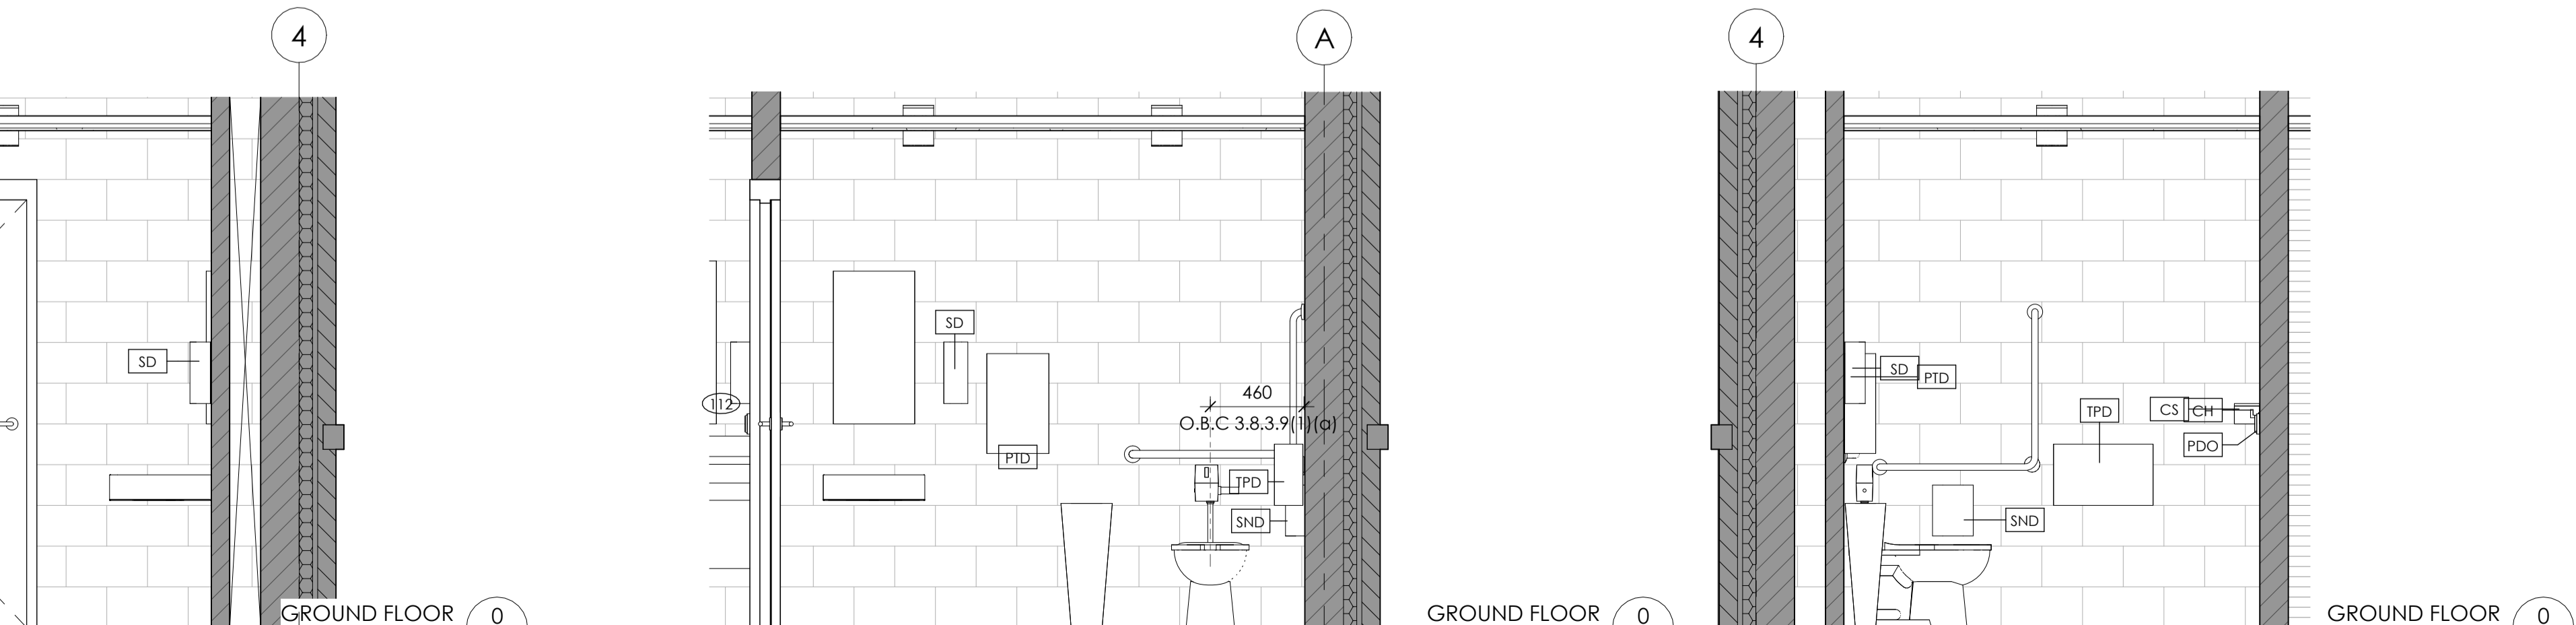 4
A
4
SD
SD
112
PTD
460
O.B.C 3.8.3.9(1)(a)
TPD
SND
SD
PTD
TPD
CS
CH
PDO
SND
GROUND FLOOR 0
GROUND FLOOR 0
GROUND FLOOR 0